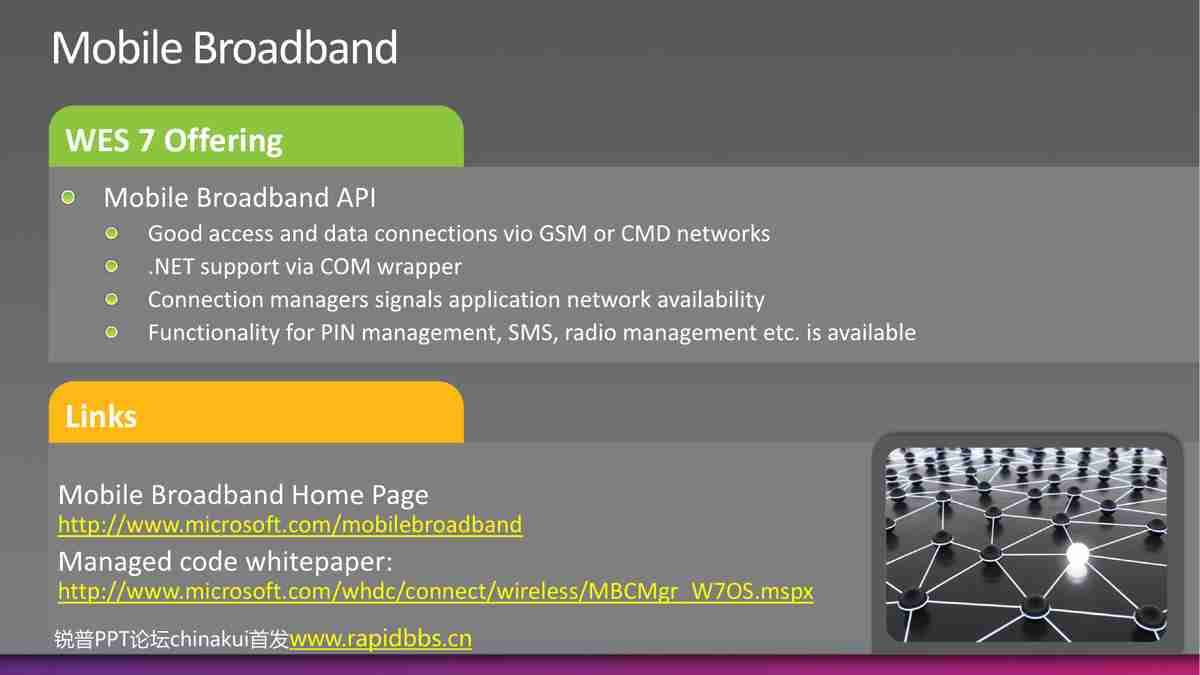 Mobile Broadband
WES 7 Offering
Mobile Broadband API
Good access and data connections vio GSM or CMD networks
.NET support via COM wrapper
Connection managers signals application network availability
Functionality for PIN management, SMS, radio management etc. is available
Links
Mobile Broadband Home Page
http://www.microsoft.com/mobilebroadband
Managed code whitepaper:
http://www.microsoft.com/whdc/connect/wireless/MBCMgr_W7OS.mspx
锐普PPT论坛chinakui首发www.rapidbbs.cn